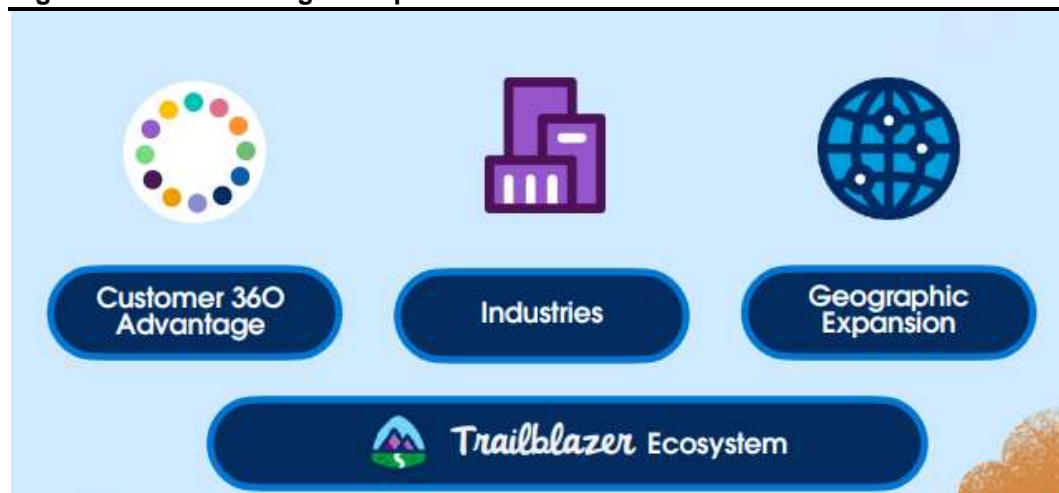 Customer 360
Advantage
Industries
Geographic
Expansion
Trailblazer Ecosystem